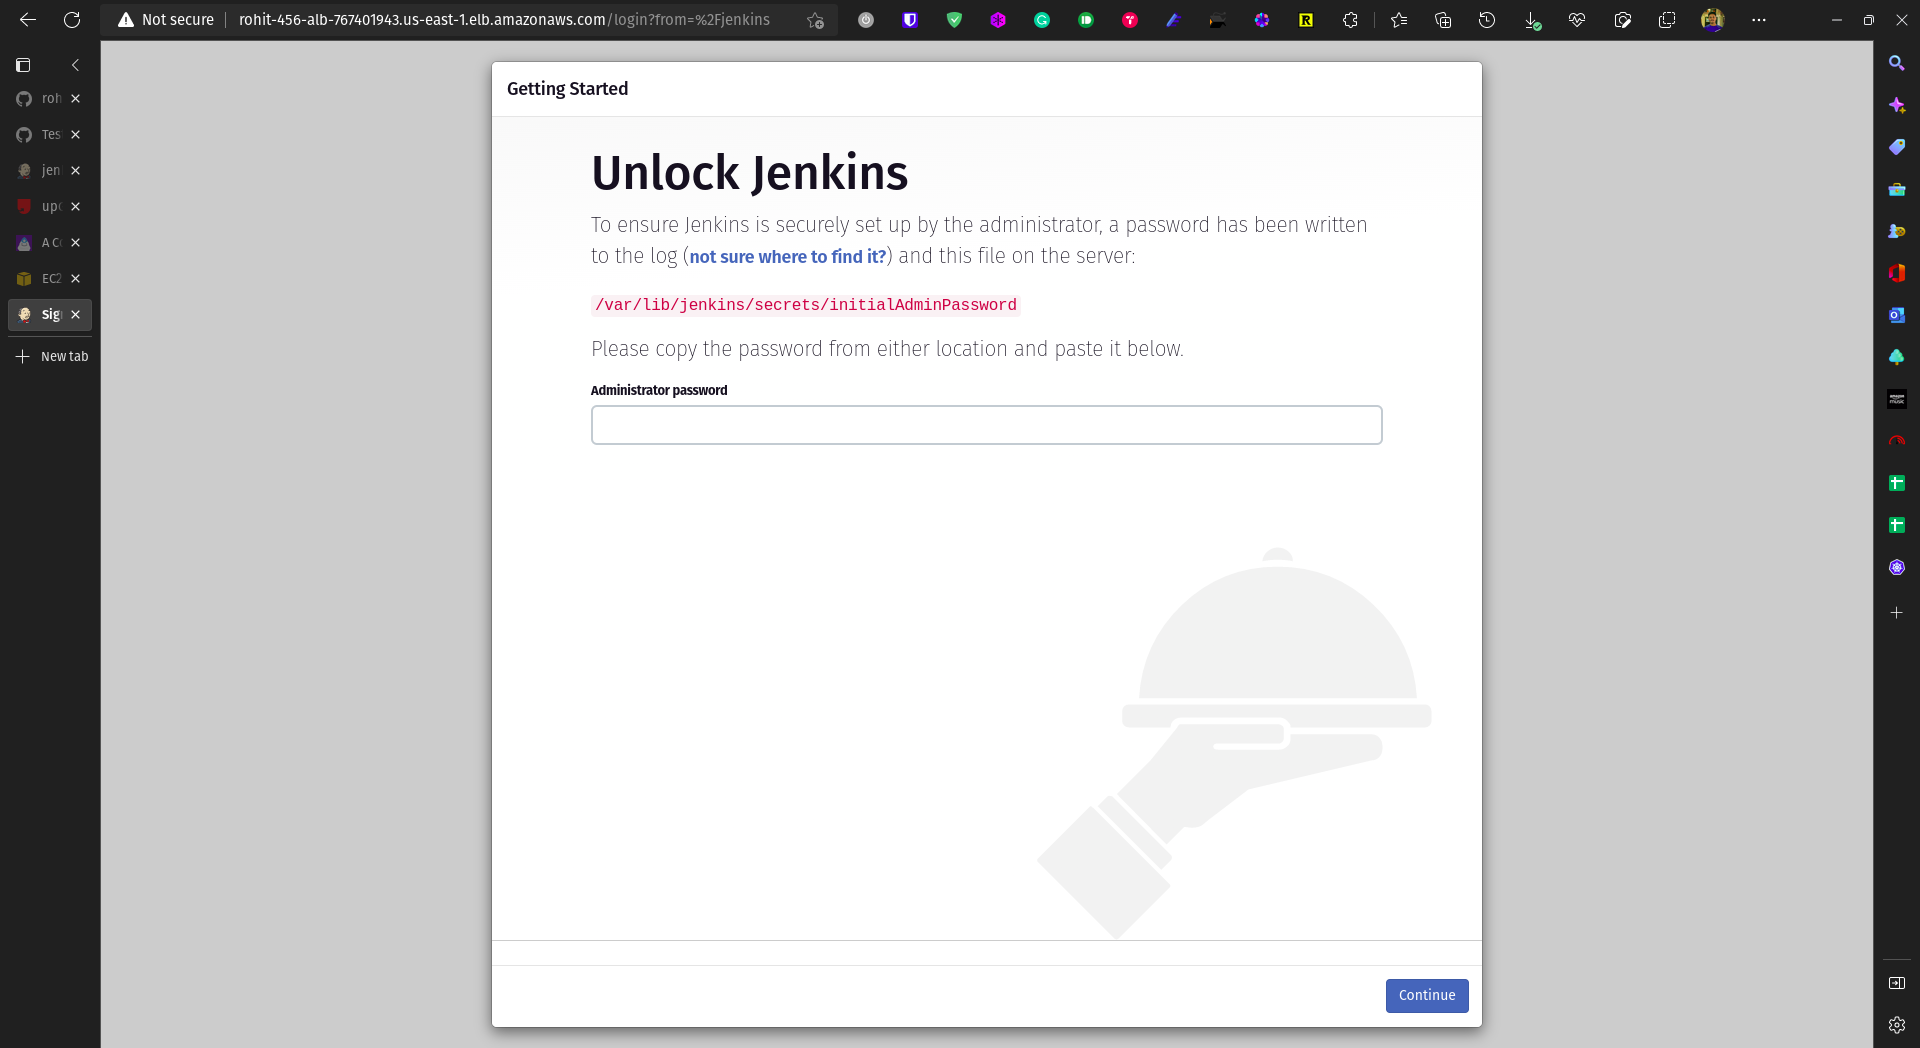 Not secure
rohit-456-alb-767401943.us-east-1.elb.amazonaws.com/login?from=%2Fjenkins
roh
Tes
jen
upc
A Co
EC2
Sig
New tab
Getting Started
Unlock Jenkins
To ensure Jenkins is securely set up by the administrator, a password has been written
to the log (not sure where to find it?) and this file on the server:
/var/lib/jenkins/secrets/initialAdminPassword
Please copy the password from either location and paste it below.
Administrator password
Continue